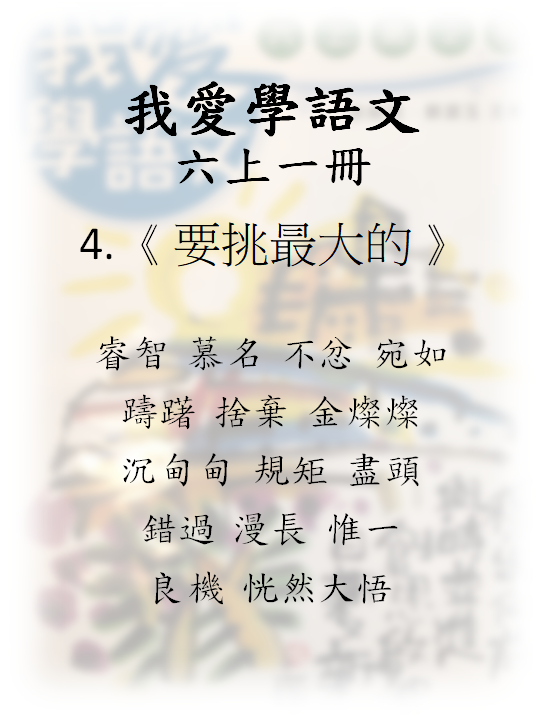 我愛學語文
六上一冊
4.《 要挑最大的 》
睿智 慕名 不忿 宛如
躊躇 捨棄 金燦燦
沉甸甸 規矩 盡頭
錯過 漫長 惟一
良機 恍然大悟